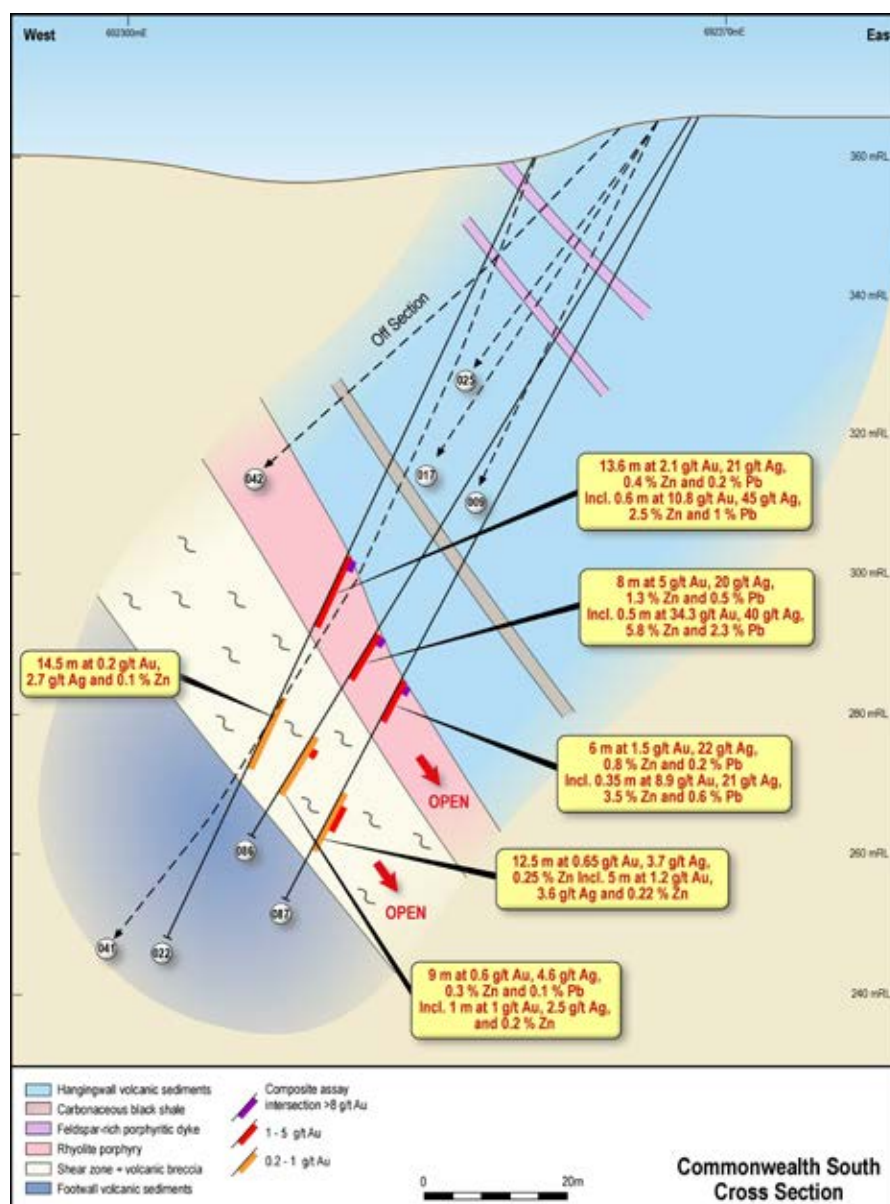 602300mE
692370mE
West
East
360 mRL
340 mRL
Off Section
025
320 mRL
042
017
009
13.6 m at 2.1 g/t Au, 21 g/t Ag,
0.4 % Zn and 0.2 % Pb
Incl. 0.6 m at 10.8 g/t Au, 45 g/t Ag,
2.5 % Zn and 1 % Pb
300 mRL
8 m at 5 g/t Au, 20 g/t Ag,
1.3 % Zn and 0.5 % Pb
Incl. 0.5 m at 34.3 g/t Au, 40 g/t Ag,
5.8 % Zn and 2.3 % Pb
14.5 m at 0.2 g/t Au,
2.7 g/t Ag and 0.1 % Zn
280 mRL
6 m at 1.5 g/t Au, 22 g/t Ag,
0.8 % Zn and 0.2 % Pb
Incl. 0.35 m at 8.9 g/t Au, 21 g/t Ag,
3.5 % Zn and 0.6 % Pb
OPEN
086
260 mRL
12.5 m at 0.65 g/t Au, 3.7 g/t Ag,
0.25 % Zn Incl. 5 m at 1.2 g/t Au,
3.6 g/t Ag and 0.22 % Zn
087
OPEN
041
022
9 m at 0.6 g/t Au, 4.6 g/t Ag,
0.3 % Zn and 0.1 % Pb
Incl. 1 m at 1 g/t Au, 2.5 g/t Ag,
and 0.2 % Zn
240 mRL
Hangingwall volcanic sediments
Carbonaceous black shale
Feldspar-rich porphyritic dyke
Rhyolite porphyry
Shear zone + volcanic breccia
Footwall volcanic sediments
Composite assay
intersection >8 g/t Au
1 - 5 g/t Au
0.2 - 1 g/t Au
0
20m
Commonwealth South
Cross Section